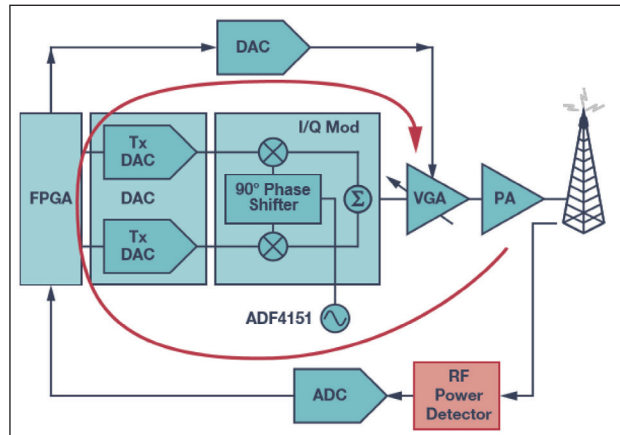 DAC
I/Q Mod
Tx
DAC
FPGA
DAC
90° Phase
Shifter
Σ
VGA
PA
Tx
DAC
ADF4151
ADC
RF
Power
Detector